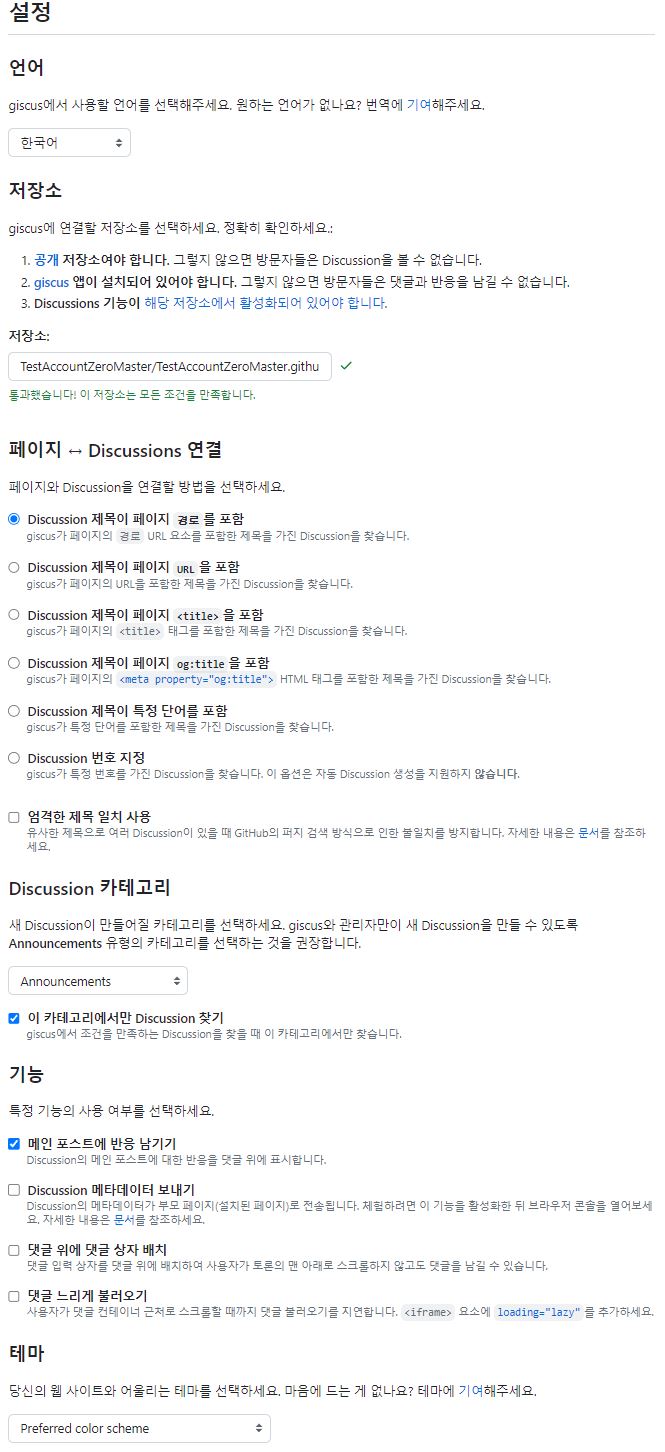 설정
언어
giscus에서 사용할 언어를 선택해주세요. 원하는 언어가 없나요? 번역에 기여해주세요.
한국어
저장소
giscus에 연결할 저장소를 선택하세요. 정확히 확인하세요.:
1. 공개 저장소여야 합니다. 그렇지 않으면 방문자들은 Discussion을 볼 수 없습니다.
2. giscus 앱이 설치되어 있어야 합니다. 그렇지 않으면 방문자들은 댓글과 반응을 남길 수 없습니다.
3. Discussions 기능이 해당 저장소에서 활성화되어 있어야 합니다.
저장소:
TestAccountZeroMaster/TestAccountZeroMaster.githu
통과했습니다! 이 저장소는 모든 조건을 만족합니다.
페이지 ↔ Discussions 연결
페이지와 Discussion을 연결할 방법을 선택하세요.
Discussion 제목이 페이지 경로 를 포함
giscus가 페이지의 경로 URL 요소를 포함한 제목을 가진 Discussion을 찾습니다.
Discussion 제목이 페이지 URL 을 포함
giscus가 페이지의 URL을 포함한 제목을 가진 Discussion을 찾습니다.
Discussion 제목이 페이지 <title> 을 포함
giscus가 페이지의 <title> 태그를 포함한 제목을 가진 Discussion을 찾습니다.
Discussion 제목이 페이지 og:title 을 포함
giscus가 페이지의 <meta property="og:title"> HTML 태그를 포함한 제목을 가진 Discussion을 찾습니다.
Discussion 제목이 특정 단어를 포함
giscus가 특정 단어를 포함한 제목을 가진 Discussion을 찾습니다.
Discussion 번호 지정
giscus가 특정 번호를 가진 Discussion을 찾습니다. 이 옵션은 자동 Discussion 생성을 지원하지 않습니다.
엄격한 제목 일치 사용
유사한 제목으로 여러 Discussion이 있을 때 GitHub의 퍼지 검색 방식으로 인한 불일치를 방지합니다. 자세한 내용은 문서를 참조하
세요.
Discussion 카테고리
새 Discussion이 만들어질 카테고리를 선택하세요. giscus와 관리자만이 새 Discussion을 만들 수 있도록
Announcements 유형의 카테고리를 선택하는 것을 권장합니다.
Announcements
이 카테고리에서만 Discussion 찾기
giscus에서 조건을 만족하는 Discussion을 찾을 때 이 카테고리에서만 찾습니다.
기능
특정 기능의 사용 여부를 선택하세요.
메인 포스트에 반응 남기기
Discussion의 메인 포스트에 대한 반응을 댓글 위에 표시합니다.
Discussion 메타데이터 보내기
Discussion의 메타데이터가 부모 페이지(설치된 페이지)로 전송됩니다. 체험하려면 이 기능을 활성화한 뒤 브라우저 콘솔을 열어보세
요. 자세한 내용은 문서를 참조하세요.
댓글 위에 댓글 상자 배치
댓글 입력 상자를 댓글 위에 배치하여 사용자가 토론의 맨 아래로 스크롤하지 않고도 댓글을 남길 수 있습니다.
댓글 느리게 불러오기
사용자가 댓글 컨테이너 근처로 스크롤할 때까지 댓글 불러오기를 지연합니다. <iframe> 요소에 loading="lazy" 를 추가하세요.
테마
당신의 웹 사이트와 어울리는 테마를 선택하세요. 마음에 드는 게 없나요? 테마에 기여해주세요.
Preferred color scheme